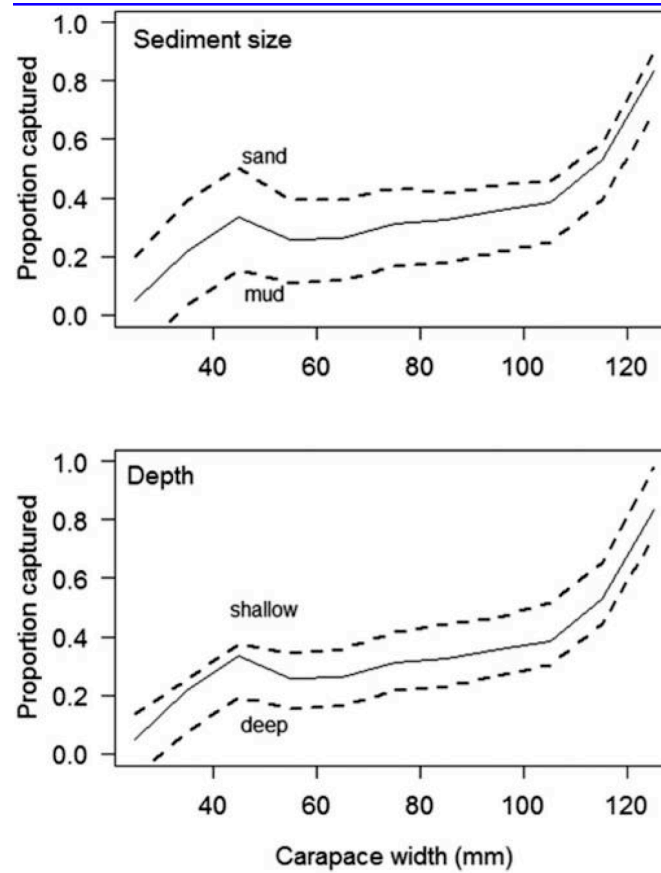 Sediment size
1.0
0.8
0.6
0.4
0.2
0.0
Proportion captured
sand
mud
40 60 80 100 120
Depth
1.0
0.8
0.6
0.4
0.2
0.0
Proportion captured
shallow
deep
40 60 80 100 120
Carapace width (mm)